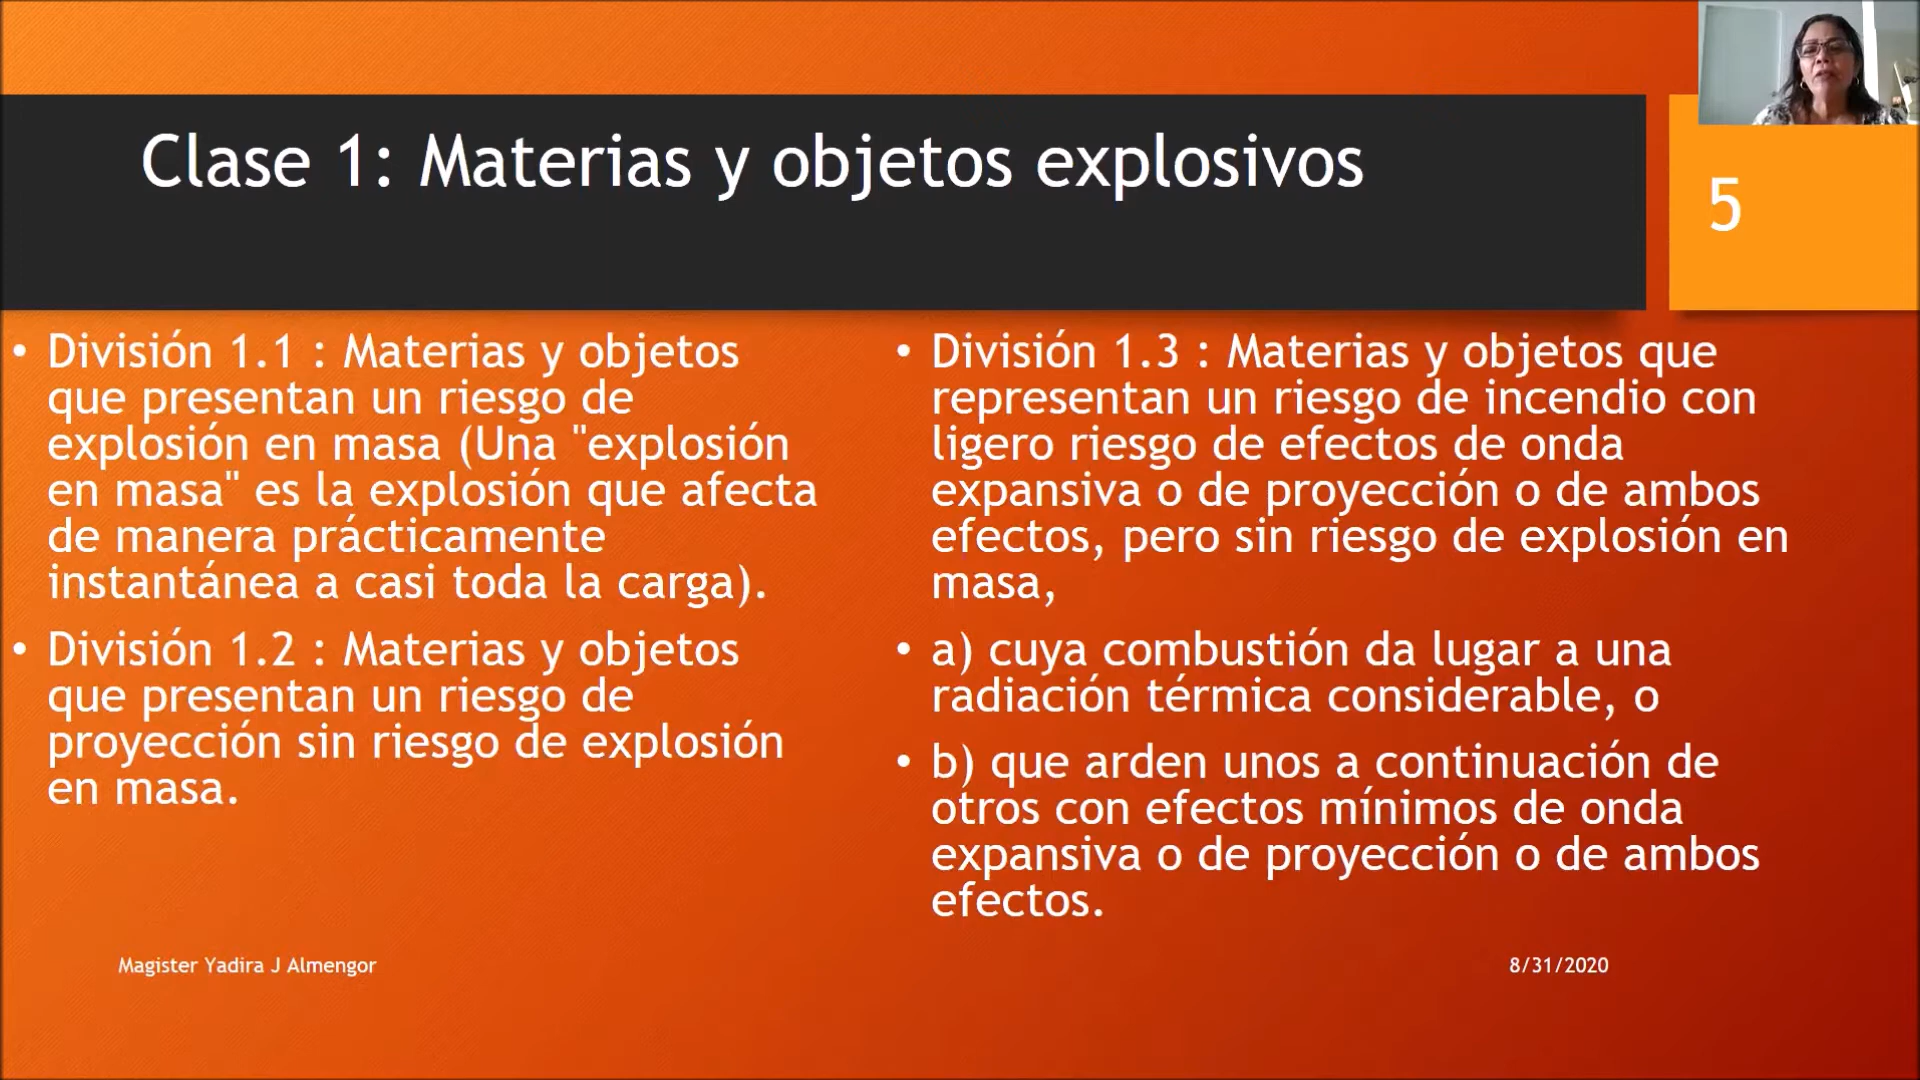 Clase 1: Materias y objetos explosivos
5
• División 1.1 : Materias y objetos
que presentan un riesgo de
explosión en masa (Una "explosión
en masa" es la explosión que afecta
de manera prácticamente
instantánea a casi toda la carga).
• División 1.2 : Materias y objetos
que presentan un riesgo de
proyección sin riesgo de explosión
en masa.
• División 1.3 : Materias y objetos que
representan un riesgo de incendio con
ligero riesgo de efectos de onda
expansiva o de proyección o de ambos
efectos, pero sin riesgo de explosión en
masa,
• a) cuya combustión da lugar a una
radiación térmica considerable, o
• b) que arden unos a continuación de
otros con efectos mínimos de onda
expansiva o de proyección o de ambos
efectos.
Magister Yadira J Almengor
8/31/2020